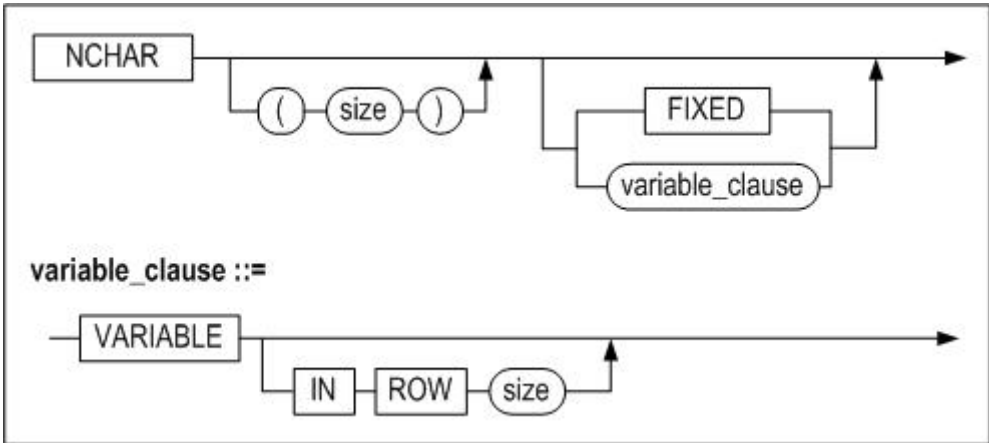 NCHAR
( size )
FIXED
variable_clause
variable_clause ::=
VARIABLE
IN ROW size